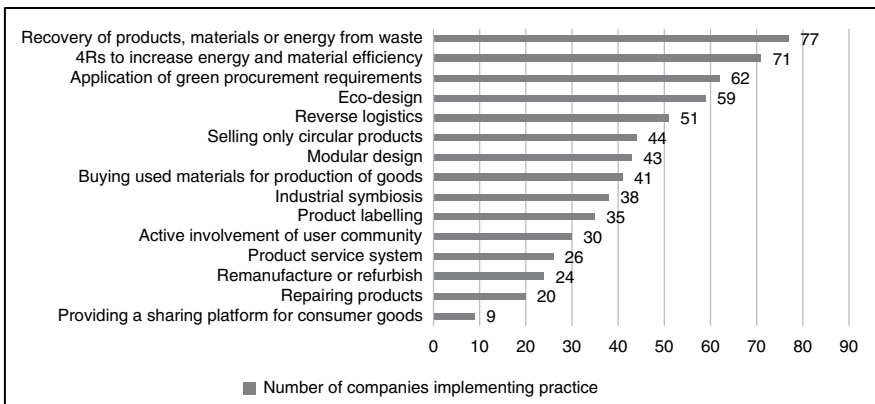 Recovery of products, materials or energy from waste 77
4Rs to increase energy and material efficiency 71
Application of green procurement requirements 62
Eco-design 59
Reverse logistics 51
Selling only circular products 44
Modular design 43
Buying used materials for production of goods 41
Industrial symbiosis 38
Product labelling 35
Active involvement of user community 30
Product service system 26
Remanufacture or refurbish 24
Repairing products 20
Providing a sharing platform for consumer goods 9
0 10 20 30 40 50 60 70 80 90
Number of companies implementing practice